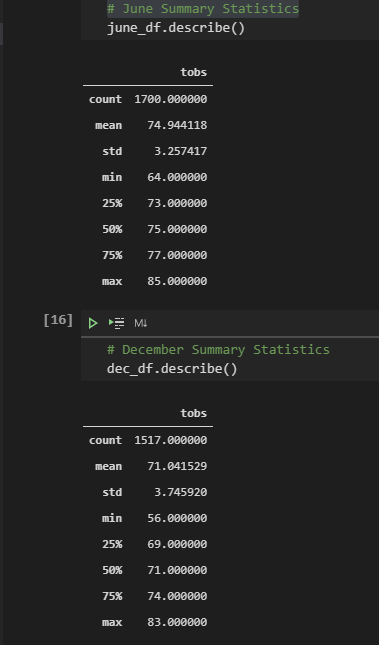 # June Summary Statistics
june_df.describe()
tobs
count 1700.000000
mean 74.944118
std 3.257417
min 64.000000
25% 73.000000
50% 75.000000
75% 77.000000
max 85.000000
[16]
M↓
# December Summary Statistics
dec_df.describe()
tobs
count 1517.000000
mean 71.041529
std 3.745920
min 56.000000
25% 69.000000
50% 71.000000
75% 74.000000
max 83.000000